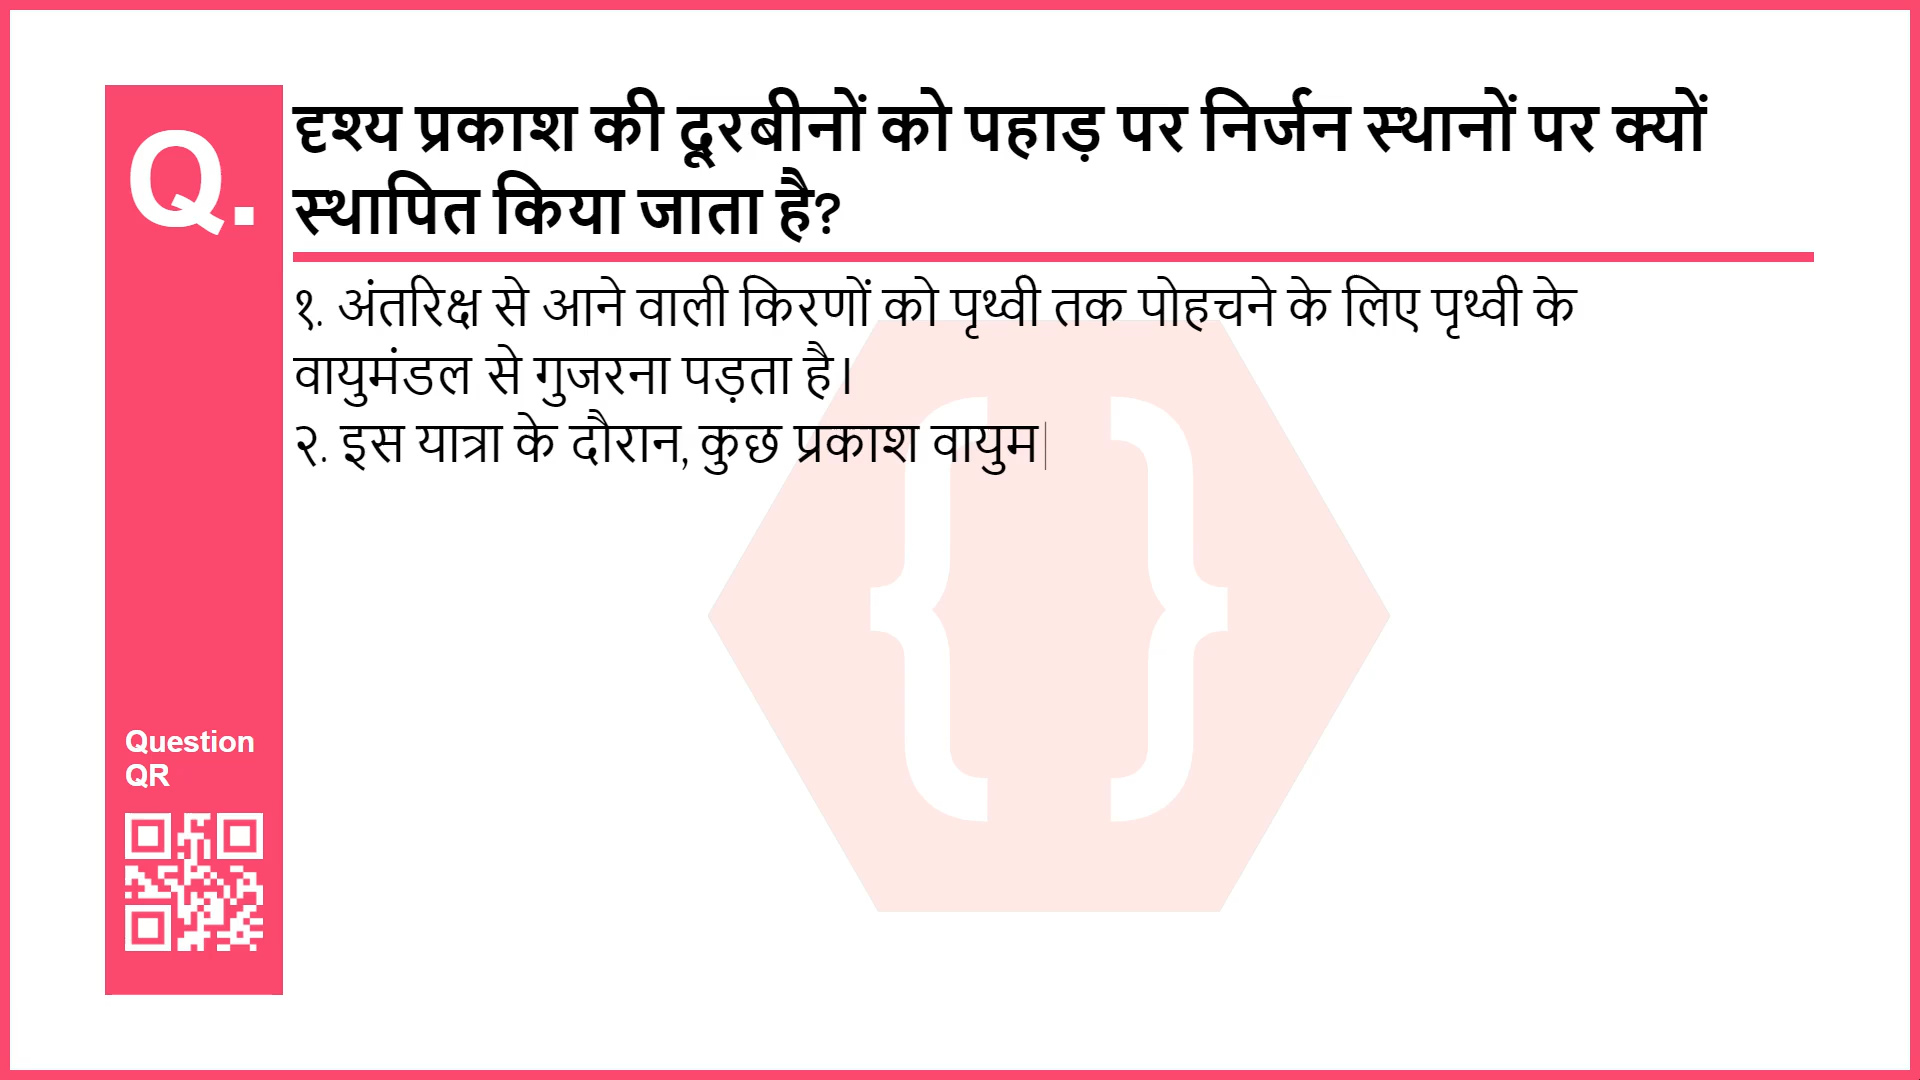 Q.
दृश्य प्रकाश की दूरबीनों को पहाड़ पर निर्जन स्थानों पर क्यों
स्थापित किया जाता है?
१. अंतरिक्ष से आने वाली किरणों को पृथ्वी तक पोहचने के लिए पृथ्वी के
वायुमंडल से गुजरना पड़ता है।
२. इस यात्रा के दौरान, कुछ प्रकाश वायुम
Question
QR